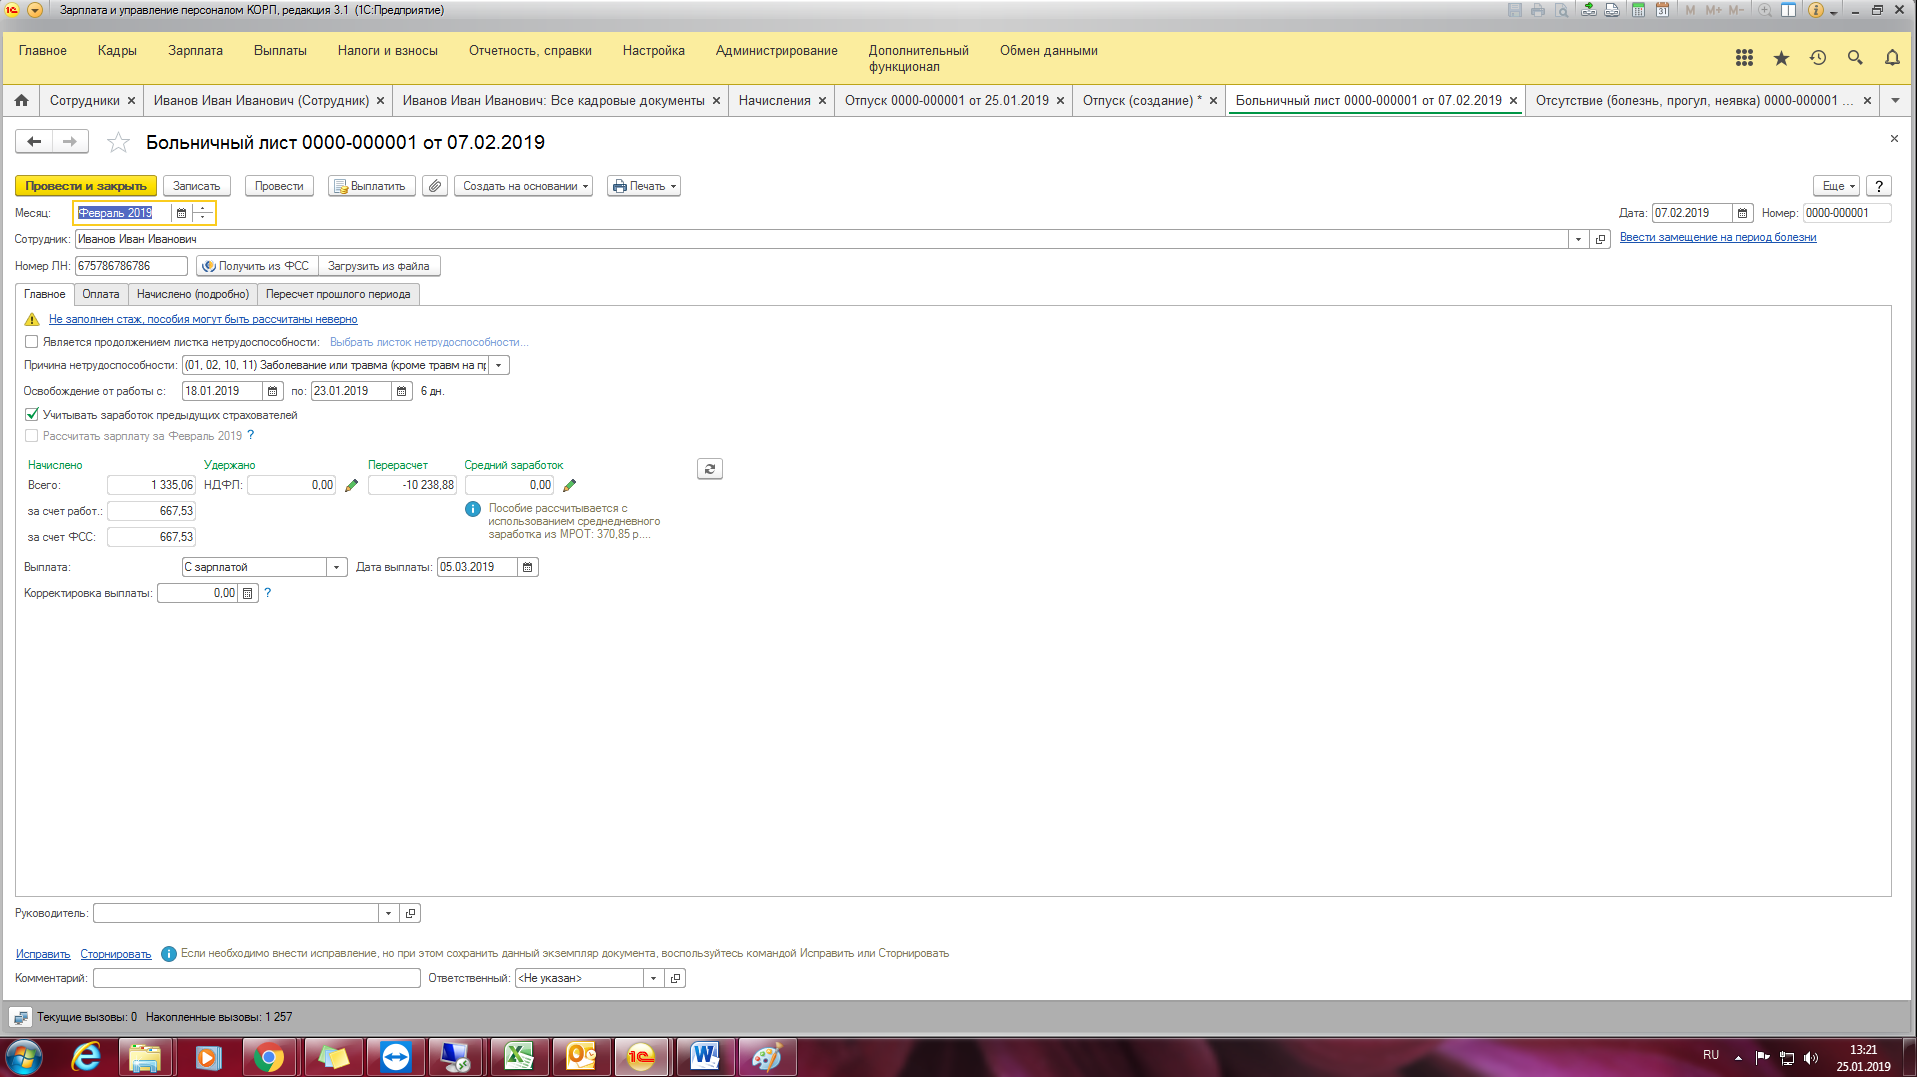 Зарплата и управление персоналом КОРП, редакция 3.1 (1С:Предприятие)
M M+ M-
Главное Кадры Зарплата Выплаты Налоги и взносы Отчетность, справки Настройка Администрирование Дополнительный функционал Обмен данными
Сотрудники Иванов Иван Иванович (Сотрудник) Иванов Иван Иванович: Все кадровые документы Начисления Отпуск 0000-000001 от 25.01.2019 Отпуск (создание) * Больничный лист 0000-000001 от 07.02.2019 Отсутствие (болезнь, прогул, неявка) 0000-000001 ...
Больничный лист 0000-000001 от 07.02.2019
Провести и закрыть Записать Провести Выплатить Создать на основании Печать Еще ?
Месяц: Февраль 2019 Дата: 07.02.2019 Номер: 0000-000001
Сотрудник: Иванов Иван Иванович Ввести замещение на период болезни
Номер ЛН: 675786786786 Получить из ФСС Загрузить из файла
Главное Оплата Начислено (подробно) Пересчет прошлого периода
Не заполнен стаж, пособия могут быть рассчитаны неверно
Является продолжением листка нетрудоспособности: Выбрать листок нетрудоспособности...
Причина нетрудоспособности: (01, 02, 10, 11) Заболевание или травма (кроме травм на пр
Освобождение от работы с: 18.01.2019 по: 23.01.2019 6 дн.
Учитывать заработок предыдущих страхователей
Рассчитать зарплату за Февраль 2019 ?
Начислено Удержано Перерасчет Средний заработок
Всего: 1 335,06 НДФЛ: 0,00 -10 238,88 0,00
за счет работ.: 667,53
Пособие рассчитывается с
использованием среднедневного
заработка из МРОТ: 370,85 р....
за счет ФСС: 667,53
Выплата: С зарплатой Дата выплаты: 05.03.2019
Корректировка выплаты: 0,00 ?
Руководитель:
Исправить Сторнировать Если необходимо внести исправление, но при этом сохранить данный экземпляр документа, воспользуйтесь командой Исправить или Сторнировать
Комментарий: Ответственный: <Не указан>
Текущие вызовы: 0 Накопленные вызовы: 1 257
RU 13:21
25.01.2019